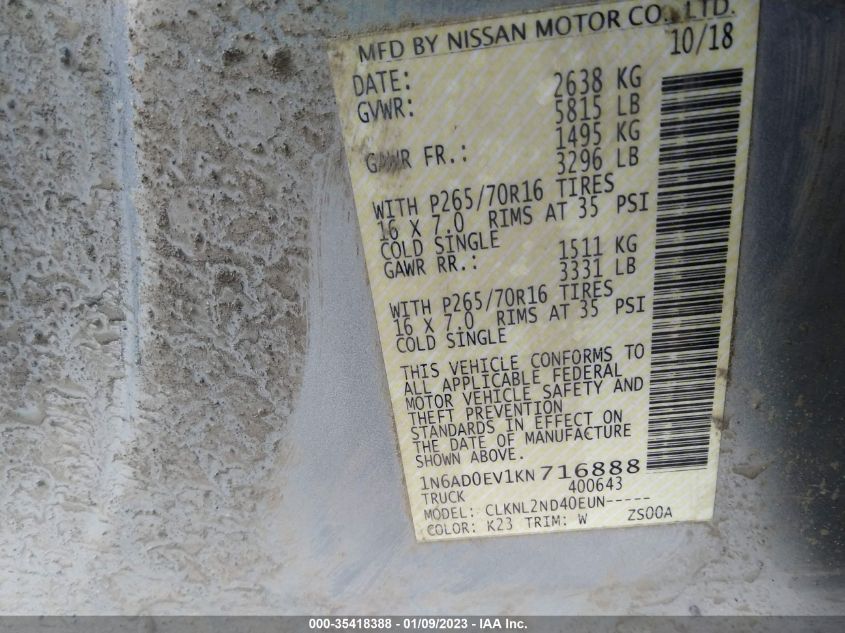 MFD BY NISSAN MOTOR CO., LTD.
DATE: 10/18
GVWR: 2638 KG
5815 LB
GAWR FR.: 1495 KG
3296 LB
WITH P265/70R16 TIRES
16 X 7.0 RIMS AT 35 PSI
COLD SINGLE
GAWR RR.: 1511 KG
3331 LB
WITH P265/70R16 TIRES
16 X 7.0 RIMS AT 35 PSI
COLD SINGLE
THIS VEHICLE CONFORMS TO
ALL APPLICABLE FEDERAL
MOTOR VEHICLE SAFETY AND
THEFT PREVENTION
STANDARDS IN EFFECT ON
THE DATE OF MANUFACTURE
SHOWN ABOVE.
1N6AD0EV1KN716888
TRUCK 400643
MODEL: CLKNL2ND40EUN-----
COLOR: K23 TRIM: W ZS00A
000-35418388 - 01/09/2023 - IAA Inc.